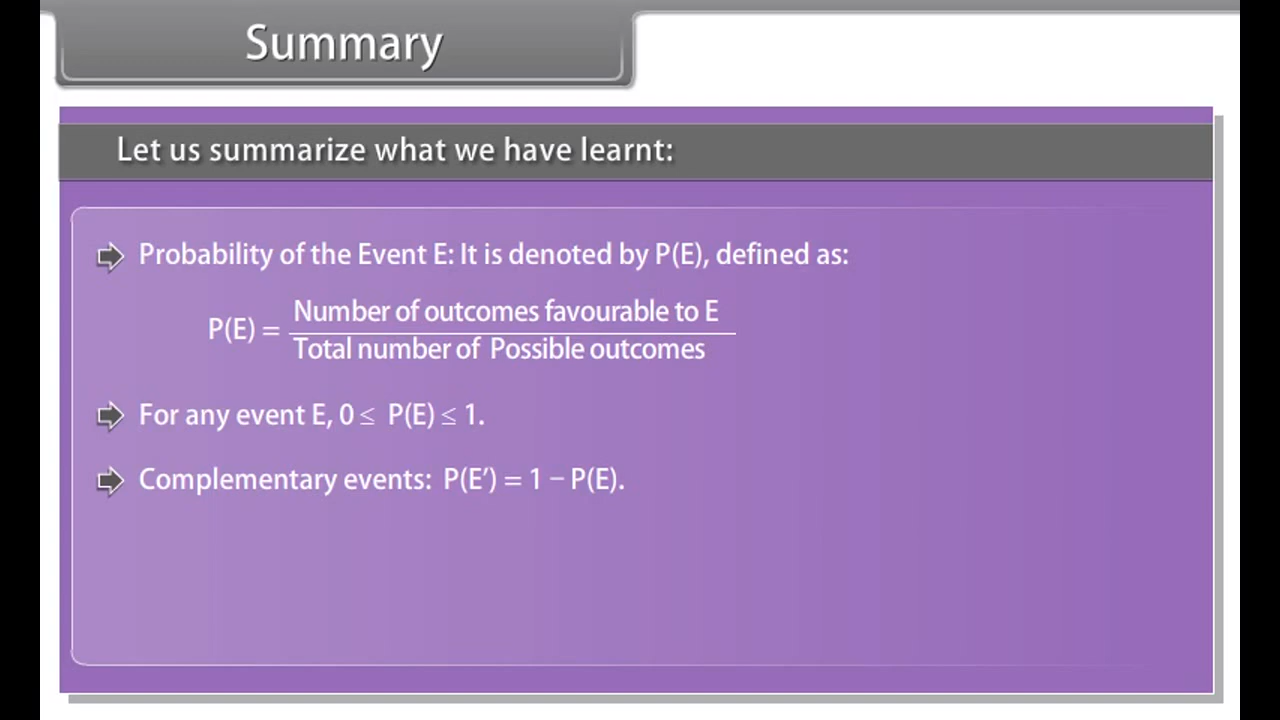 Summary
Let us summarize what we have learnt:
Probability of the Event E: It is denoted by P(E), defined as:
P(E) = Number of outcomes favourable to E
Total number of Possible outcomes
For any event E, 0 ≤ P(E) ≤ 1.
Complementary events: P(E′) = 1 – P(E).